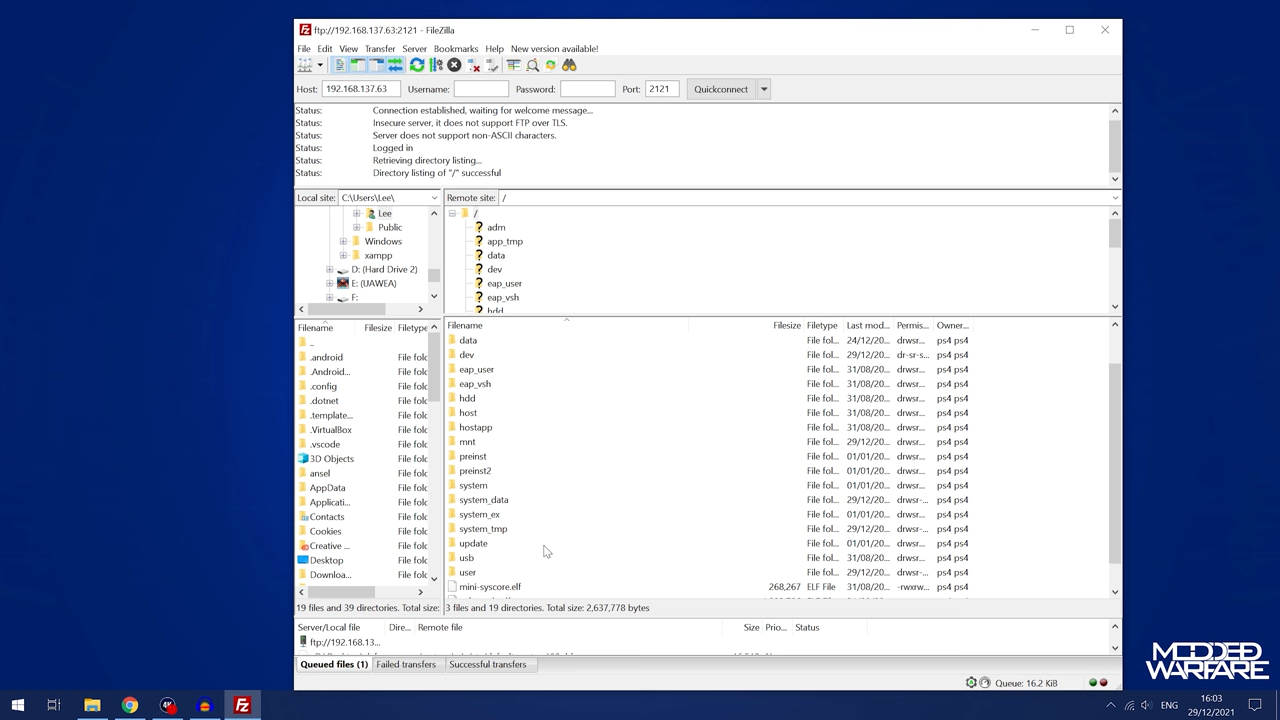 ftp://192.168.137.63:2121 - FileZilla
File Edit View Transfer Server Bookmarks Help New version available!
Host: 192.168.137.63 Username: Password: Port: 2121 Quickconnect
Status: Connection established, waiting for welcome message...
Status: Insecure server, it does not support FTP over TLS.
Status: Server does not support non-ASCII characters.
Status: Logged in
Status: Retrieving directory listing...
Status: Directory listing of "/" successful
Local site: C:\Users\Lee\
Remote site: /
Lee
Public
Windows
xampp
D: (Hard Drive 2)
E: (UAWEA)
F:
/
adm
app_tmp
data
dev
eap_user
eap_vsh
hdd
Filename Filesize Filetype
..
.android File fold
.Android... File fold
.config File fold
.dotnet File fold
.template... File fold
.VirtualBox File fold
.vscode File fold
3D Objects File fold
ansel File fold
AppData File fold
Applicati... File fold
Contacts File fold
Cookies File fold
Creative ... File fold
Desktop File fold
Downloa... File fold
19 files and 39 directories. Total size:
Filename Filesize Filetype Last mod... Permis... Owner...
data File fol... 24/12/20... drwsr... ps4 ps4
dev File fol... 29/12/20... dr-sr-s... ps4 ps4
eap_user File fol... 31/08/20... drwsr... ps4 ps4
eap_vsh File fol... 31/08/20... drwsr... ps4 ps4
hdd File fol... 31/08/20... drwsr... ps4 ps4
host File fol... 31/08/20... drwsr... ps4 ps4
hostapp File fol... 31/08/20... drwsr... ps4 ps4
mnt File fol... 29/12/20... drwsr... ps4 ps4
preinst File fol... 01/01/20... drwsr... ps4 ps4
preinst2 File fol... 01/01/20... drwsr... ps4 ps4
system File fol... 01/01/20... drwsr... ps4 ps4
system_data File fol... 29/12/20... drwsr-... ps4 ps4
system_ex File fol... 01/01/20... drwsr... ps4 ps4
system_tmp File fol... 29/12/20... drwsr-... ps4 ps4
update File fol... 01/01/20... drwsr... ps4 ps4
usb File fol... 31/08/20... drwsr... ps4 ps4
user File fol... 29/12/20... drwsr-... ps4 ps4
mini-syscore.elf 268,267 ELF File 31/08/20... -rwxrw... ps4 ps4
3 files and 19 directories. Total size: 2,637,778 bytes
Server/Local file Dire... Remote file Size Prio... Status
ftp://192.168.13...
Queued files (1) Failed transfers Successful transfers
Queue: 16.2 KiB
MODDED
WARFARE
ENG
16:03
29/12/2021